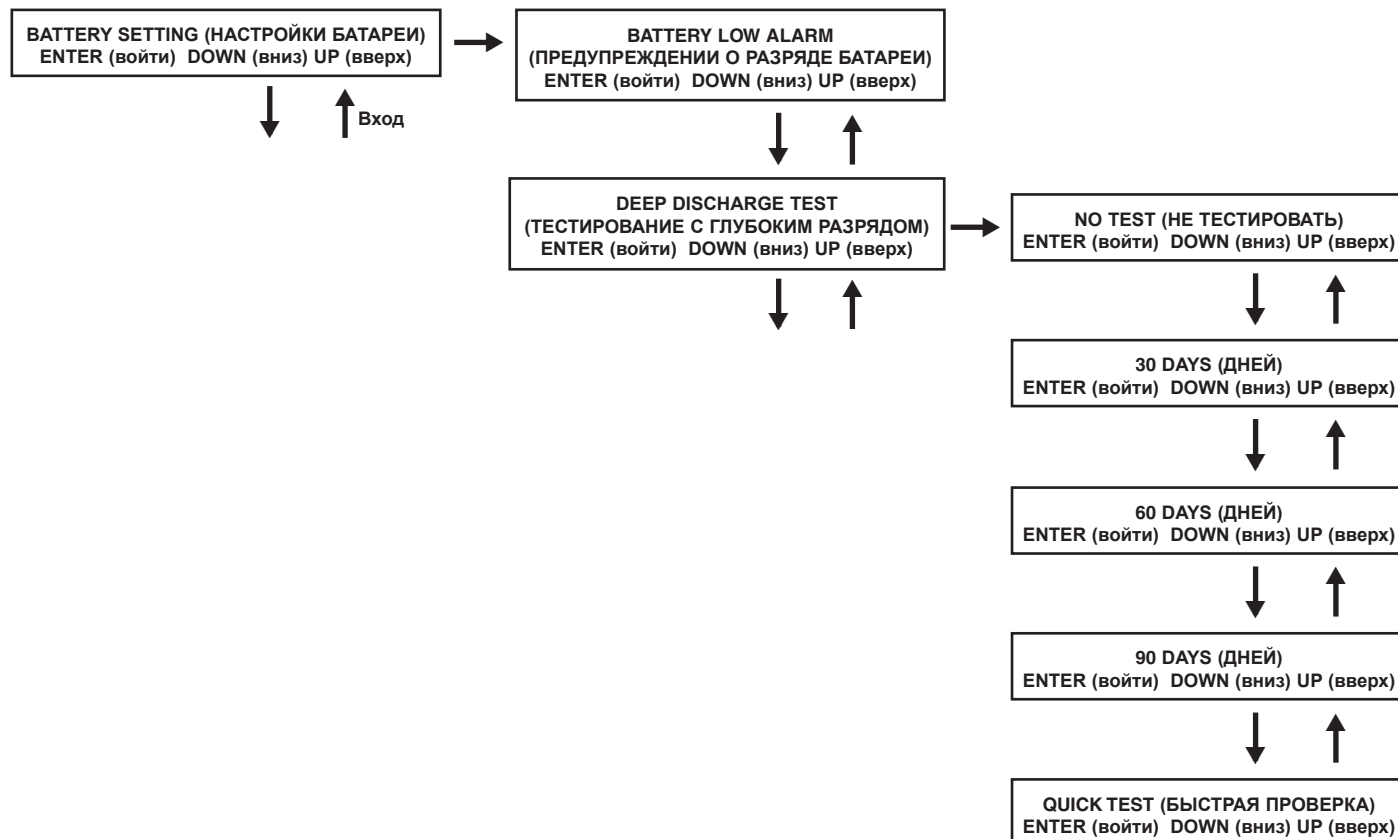 BATTERY SETTING (НАСТРОЙКИ БАТАРЕИ)
ENTER (войти) DOWN (вниз) UP (вверх)
Вход
BATTERY LOW ALARM
(ПРЕДУПРЕЖДЕНИИ О РАЗРЯДЕ БАТАРЕИ)
ENTER (войти) DOWN (вниз) UP (вверх)
DEEP DISCHARGE TEST
(ТЕСТИРОВАНИЕ С ГЛУБОКИМ РАЗРЯДОМ)
ENTER (войти) DOWN (вниз) UP (вверх)
NO TEST (НЕ ТЕСТИРОВАТЬ)
ENTER (войти) DOWN (вниз) UP (вверх)
30 DAYS (ДНЕЙ)
ENTER (войти) DOWN (вниз) UP (вверх)
60 DAYS (ДНЕЙ)
ENTER (войти) DOWN (вниз) UP (вверх)
90 DAYS (ДНЕЙ)
ENTER (войти) DOWN (вниз) UP (вверх)
QUICK TEST (БЫСТРАЯ ПРОВЕРКА)
ENTER (войти) DOWN (вниз) UP (вверх)